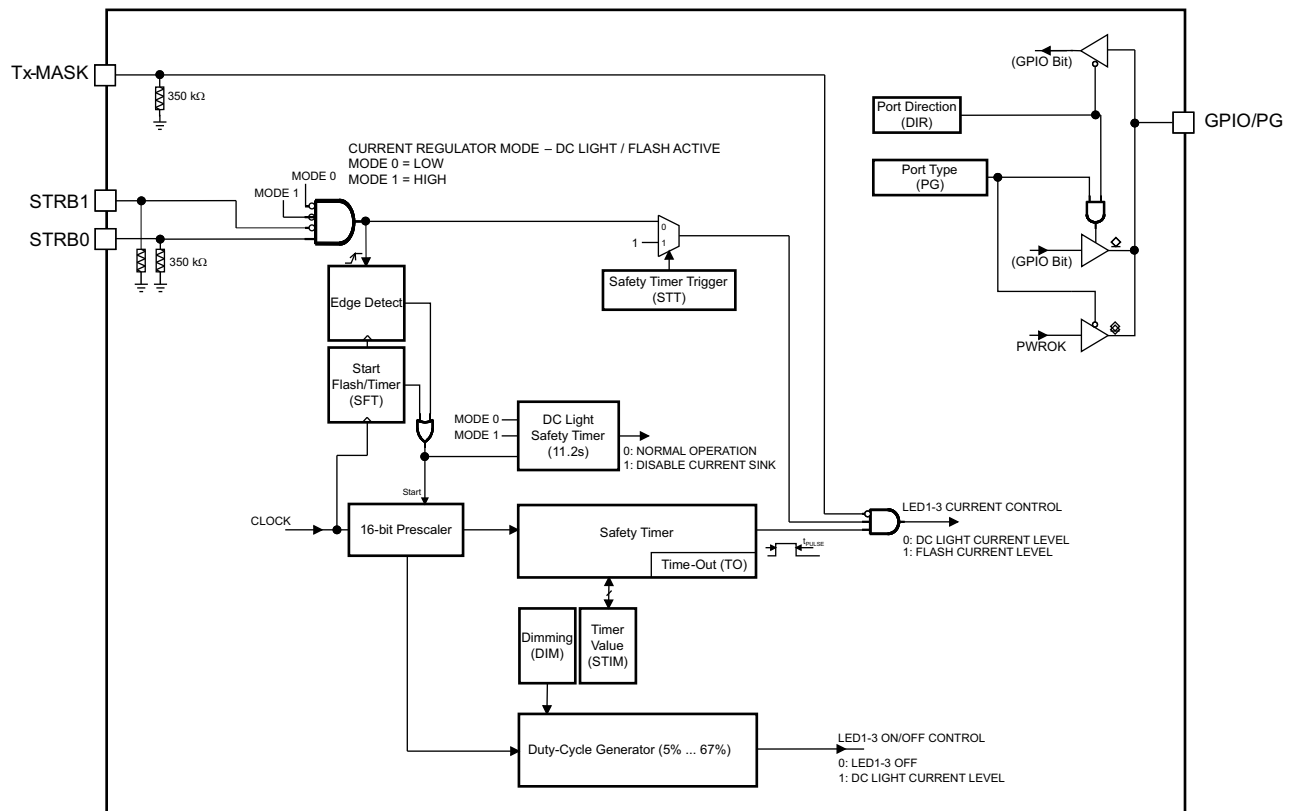 Tx-MASK
350 kΩ
(GPIO Bit)
Port Direction
(DIR)
GPIO/PG
CURRENT REGULATOR MODE – DC LIGHT / FLASH ACTIVE
MODE 0 = LOW
MODE 1 = HIGH
MODE 0
MODE 1
Port Type
(PG)
STRB1
STRB0
350 kΩ
0
1
1
(GPIO Bit)
Safety Timer Trigger
(STT)
Edge Detect
PWROK
Start
Flash/Timer
(SFT)
MODE 0
MODE 1
DC Light
Safety Timer
(11.2s)
0: NORMAL OPERATION
1: DISABLE CURRENT SINK
Start
CLOCK
16-bit Prescaler
Safety Timer
Time-Out (TO)
tPULSE
LED1-3 CURRENT CONTROL
0: DC LIGHT CURRENT LEVEL
1: FLASH CURRENT LEVEL
Dimming
(DIM)
Timer
Value
(STIM)
Duty-Cycle Generator (5% ... 67%)
LED1-3 ON/OFF CONTROL
0: LED1-3 OFF
1: DC LIGHT CURRENT LEVEL